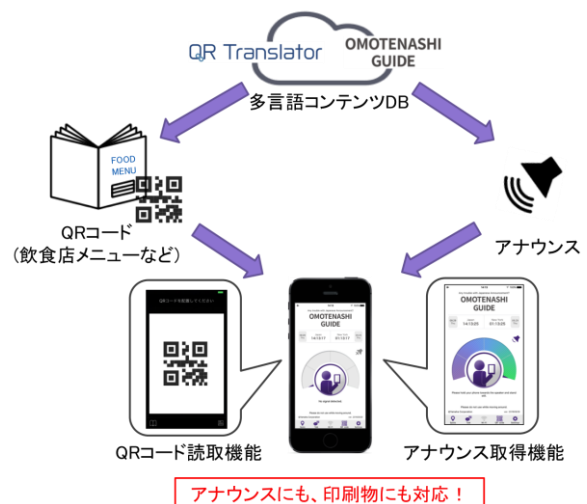 QR Translator
OMOTENASHI
GUIDE
多言語コンテンツDB
FOOD
MENU
QRコード
(飲食店メニューなど)
アナウンス
OMOTENASHI
GUIDE
OMOTENASHI
GUIDE
QRコード読取機能
アナウンス取得機能
アナウンスにも、印刷物にも対応！